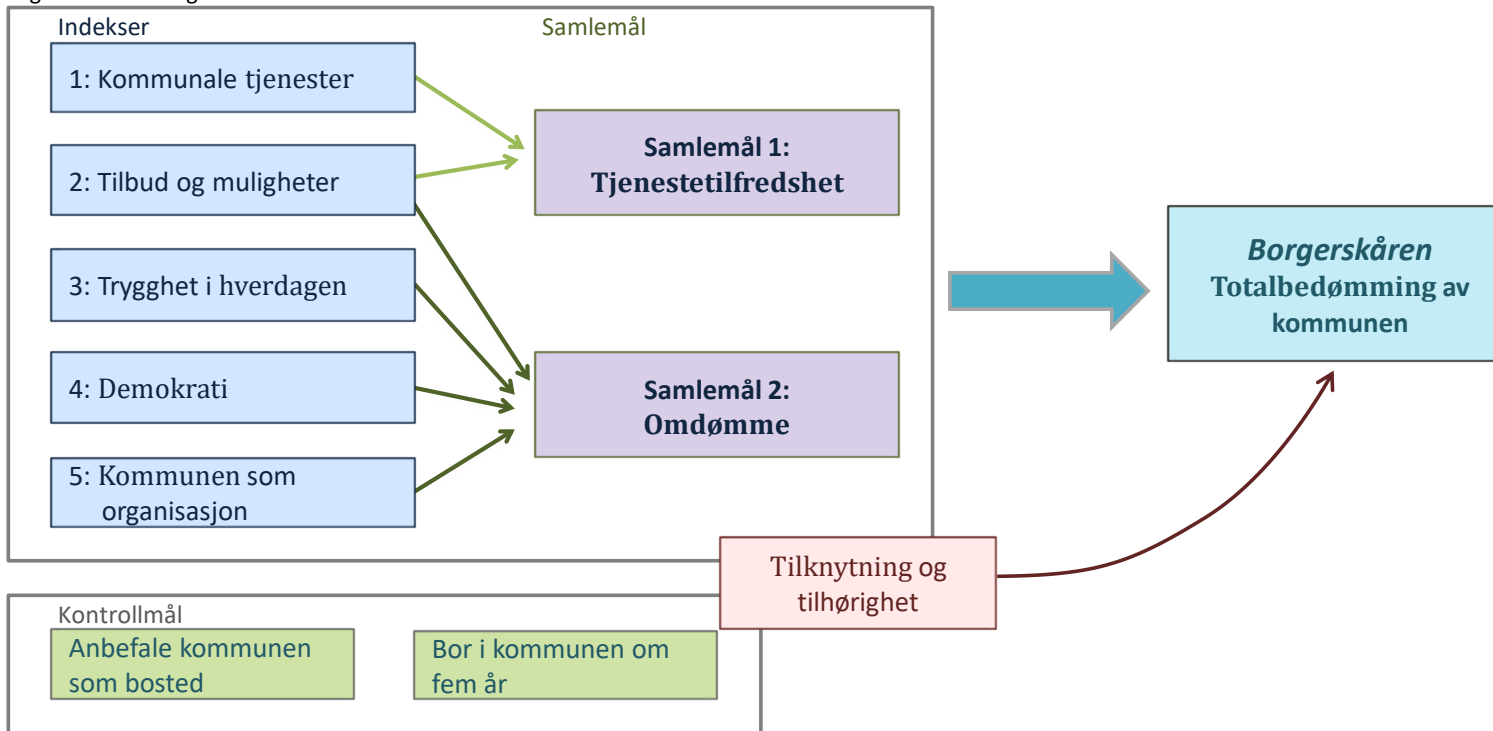 Indekser
Samlemål
1: Kommunale tjenester
2: Tilbud og muligheter
3: Trygghet i hverdagen
4: Demokrati
5: Kommunen som
organisasjon
Samlemål 1:
Tjenestetilfredshet
Samlemål 2:
Omdømme
Borgerskåren
Totalbedømming av
kommunen
Tilknytning og
tilhørighet
Kontrollmål
Anbefale kommunen
som bosted
Bor i kommunen om
fem år